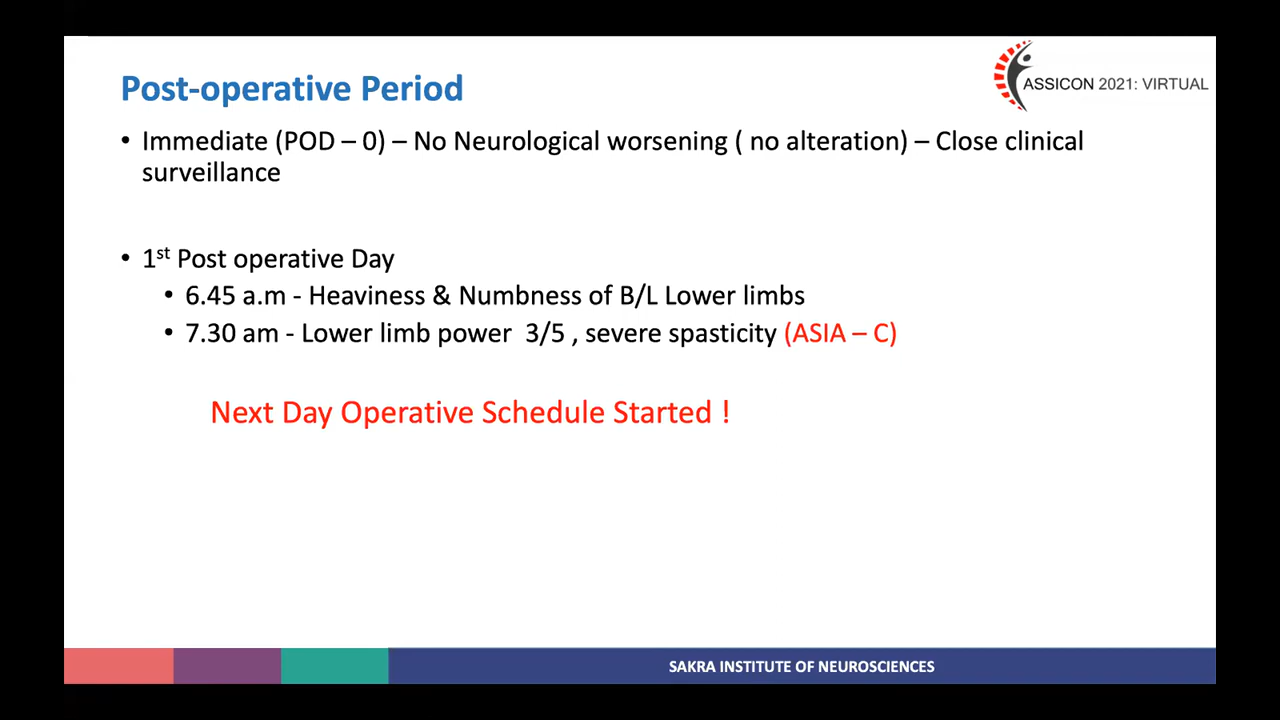 ASSICON 2021: VIRTUAL
Post-operative Period
• Immediate (POD – 0) – No Neurological worsening ( no alteration) – Close clinical
surveillance
• 1st Post operative Day
• 6.45 a.m - Heaviness & Numbness of B/L Lower limbs
• 7.30 am - Lower limb power 3/5 , severe spasticity (ASIA – C)
Next Day Operative Schedule Started !
SAKRA INSTITUTE OF NEUROSCIENCES